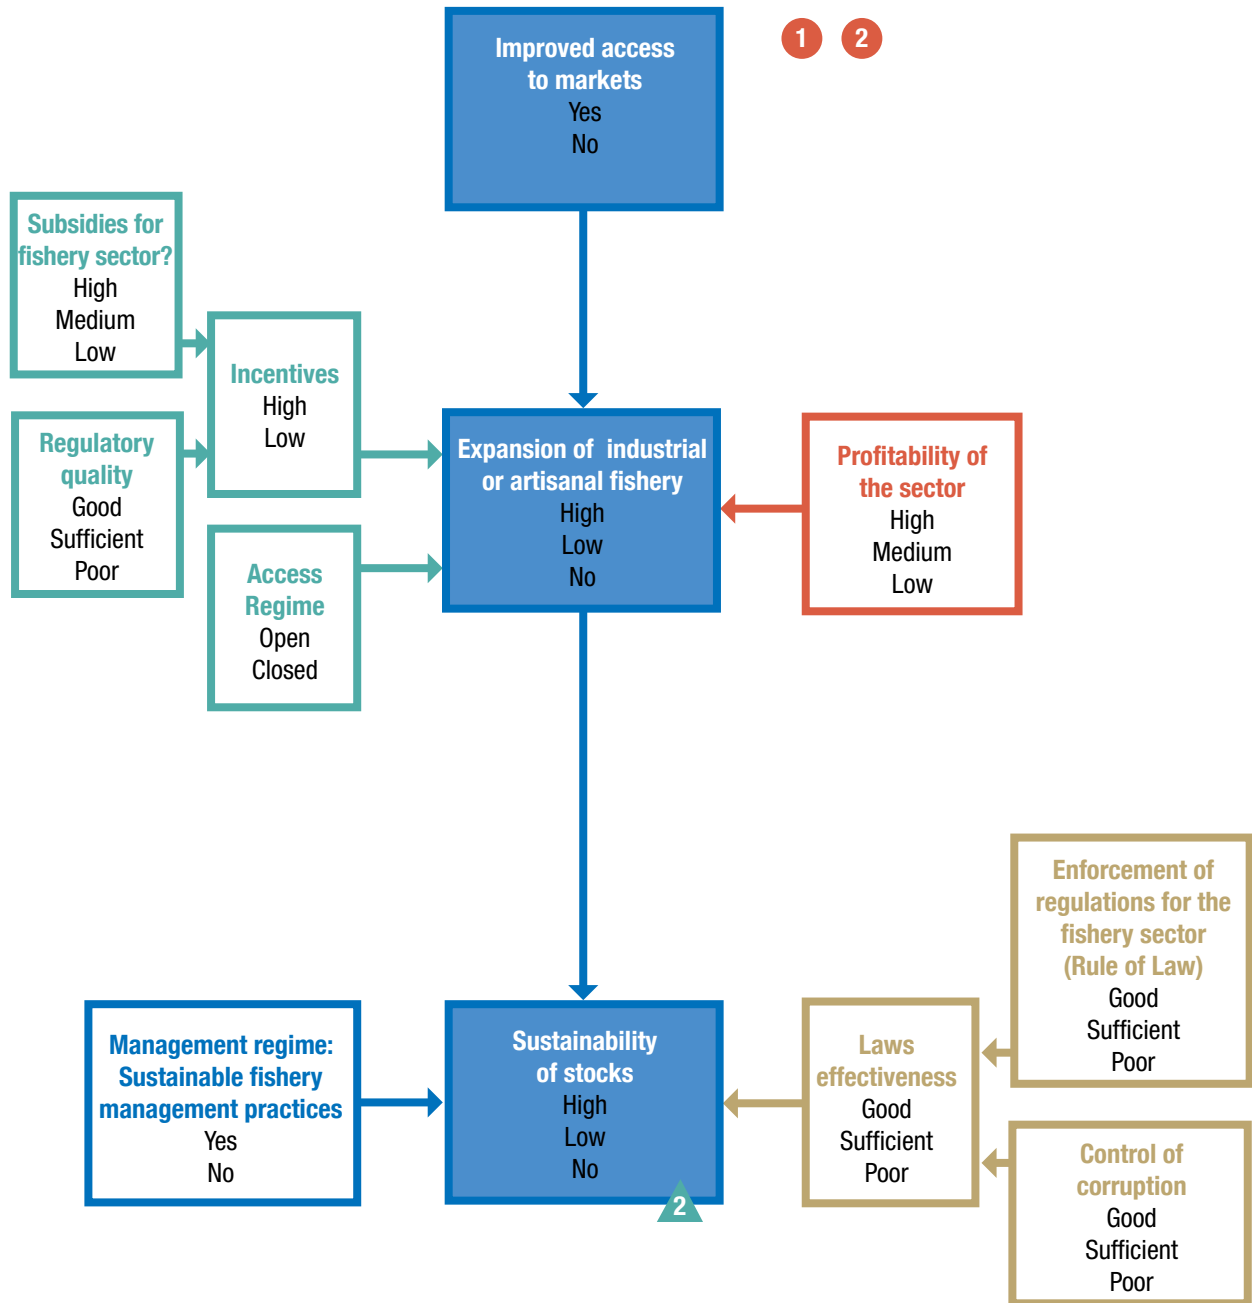 Improved access
to markets
Yes
No
1
2
Subsidies for
fishery sector?
High
Medium
Low
Incentives
High
Low
Regulatory
quality
Good
Sufficient
Poor
Access
Regime
Open
Closed
Expansion of industrial
or artisanal fishery
High
Low
No
Profitability of
the sector
High
Medium
Low
Enforcement of
regulations for the
fishery sector
(Rule of Law)
Good
Sufficient
Poor
Management regime:
Sustainable fishery
management practices
Yes
No
Sustainability
of stocks
High
Low
No
2
Laws
effectiveness
Good
Sufficient
Poor
Control of
corruption
Good
Sufficient
Poor